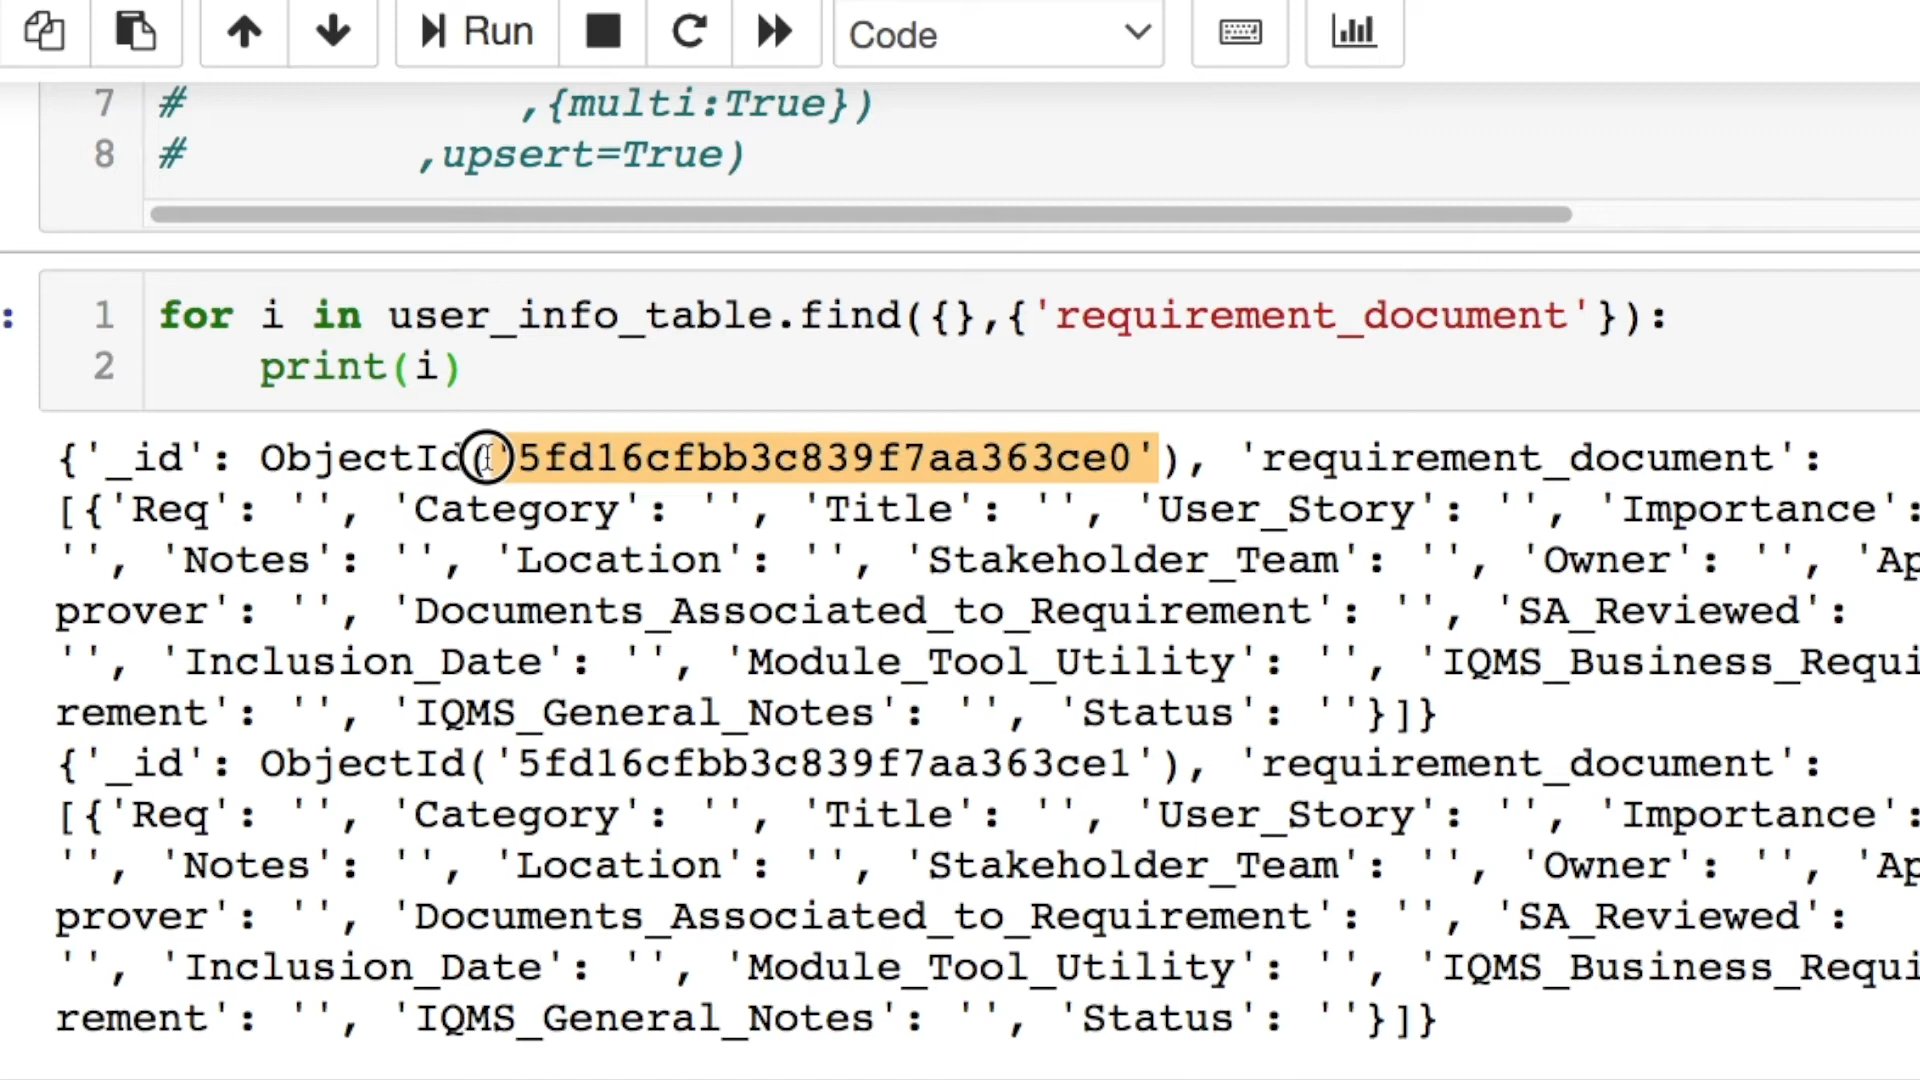 Run
Code
7 # ,{multi:True})
8 # ,upsert=True)
1 for i in user_info_table.find({},{'requirement_document'}):
2 print(i)
{'_id': ObjectId('5fd16cfbb3c839f7aa363ce0'), 'requirement_document':
[{'Req': '', 'Category': '', 'Title': '', 'User_Story': '', 'Importance':
'', 'Notes': '', 'Location': '', 'Stakeholder_Team': '', 'Owner': '', 'Ap
prover': '', 'Documents_Associated_to_Requirement': '', 'SA_Reviewed':
'', 'Inclusion_Date': '', 'Module_Tool_Utility': '', 'IQMS_Business_Requi
rement': '', 'IQMS_General_Notes': '', 'Status': ''}]}
{'_id': ObjectId('5fd16cfbb3c839f7aa363ce1'), 'requirement_document':
[{'Req': '', 'Category': '', 'Title': '', 'User_Story': '', 'Importance':
'', 'Notes': '', 'Location': '', 'Stakeholder_Team': '', 'Owner': '', 'Ap
prover': '', 'Documents_Associated_to_Requirement': '', 'SA_Reviewed':
'', 'Inclusion_Date': '', 'Module_Tool_Utility': '', 'IQMS_Business_Requi
rement': '', 'IQMS_General_Notes': '', 'Status': ''}]}